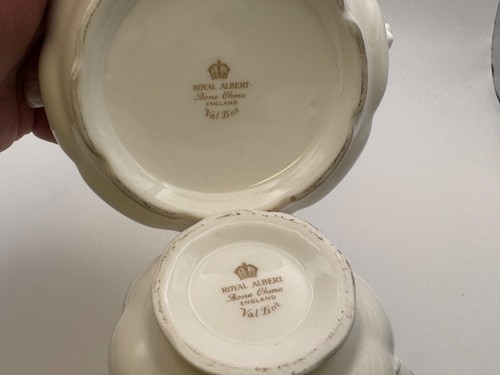 ROYAL ALBERT
Bone China
ENGLAND
Val D'or
ROYAL ALBERT
Bone China
ENGLAND
Val D'or